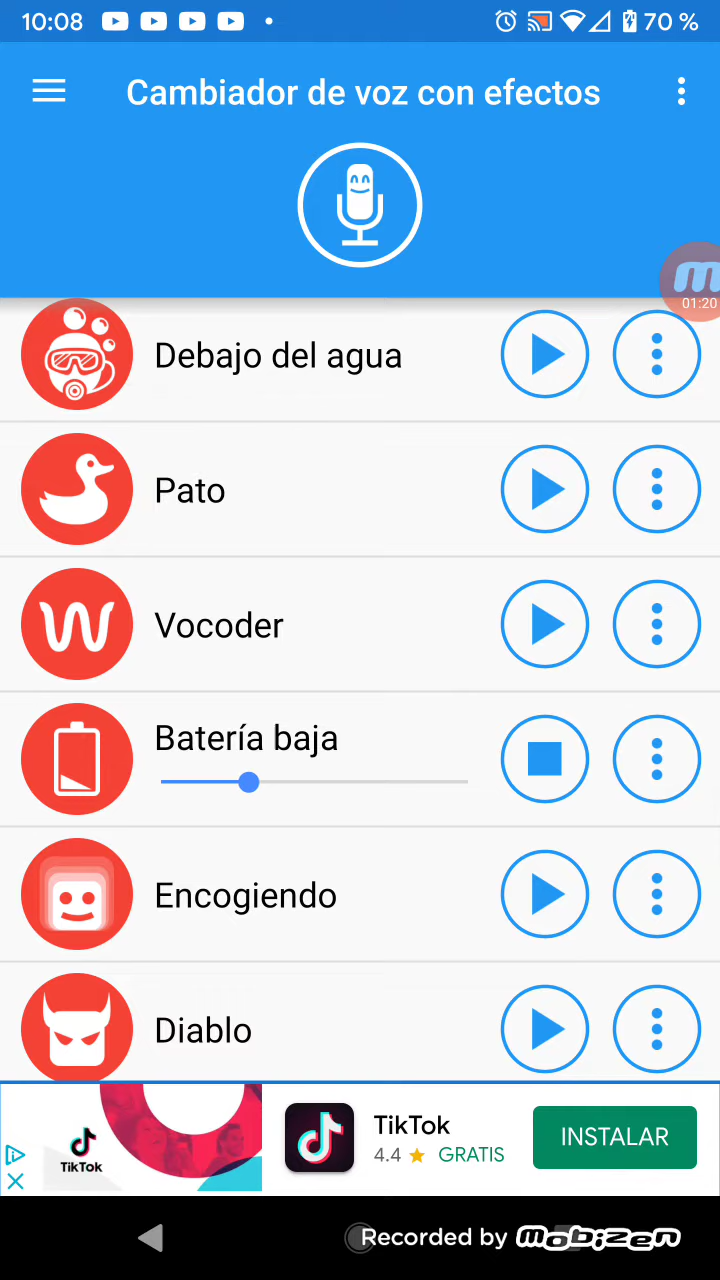 10:08
70 %
Cambiador de voz con efectos
01:20
Debajo del agua
Pato
Vocoder
Batería baja
Encogiendo
Diablo
TikTok
TikTok
4.4 GRATIS
INSTALAR
Recorded by mobizen